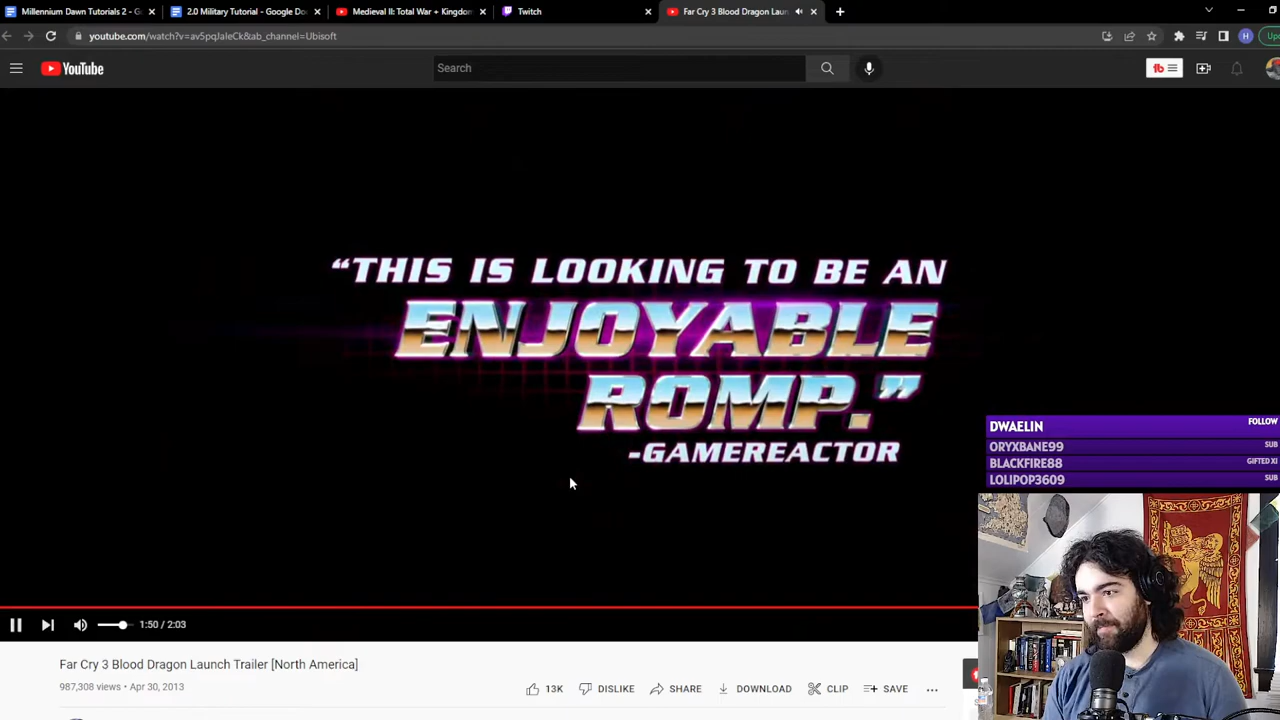 Millennium Dawn Tutorials 2 - G
2.0 Military Tutorial - Google Do
Medieval II: Total War + Kingdom
Twitch
Far Cry 3 Blood Dragon Laun
youtube.com/watch?v=av5pqJaleCk&ab_channel=Ubisoft
H
YouTube
Search
“THIS IS LOOKING TO BE AN
ENJOYABLE
ROMP.”
-GAMEREACTOR
DWAELIN FOLLOW
ORYXBANE99 SUB
BLACKFIRE88 GIFTED X1
LOLIPOP3609 SUB
1:50 / 2:03
Far Cry 3 Blood Dragon Launch Trailer [North America]
987,308 views • Apr 30, 2013
13K DISLIKE SHARE DOWNLOAD CLIP SAVE ...